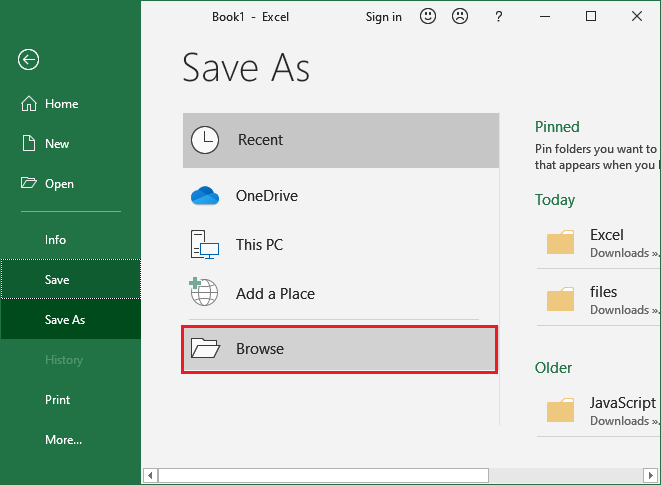 Book1 - Excel
Sign in
?
Save As
Home
New
Open
Info
Save
Save As
History
Print
More...
Recent
OneDrive
This PC
Add a Place
Browse
Pinned
Pin folders you want to
that appears when you
Today
Excel
Downloads ».
files
Downloads ».
Older
JavaScript
Downloads »..